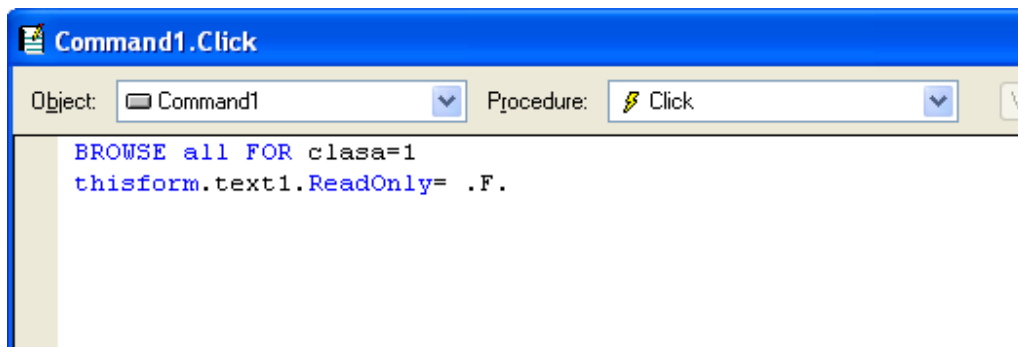 Command1.Click
Object: Command1 Procedure: Click
BROWSE all FOR clasa=1
thisform.text1.ReadOnly= .F.